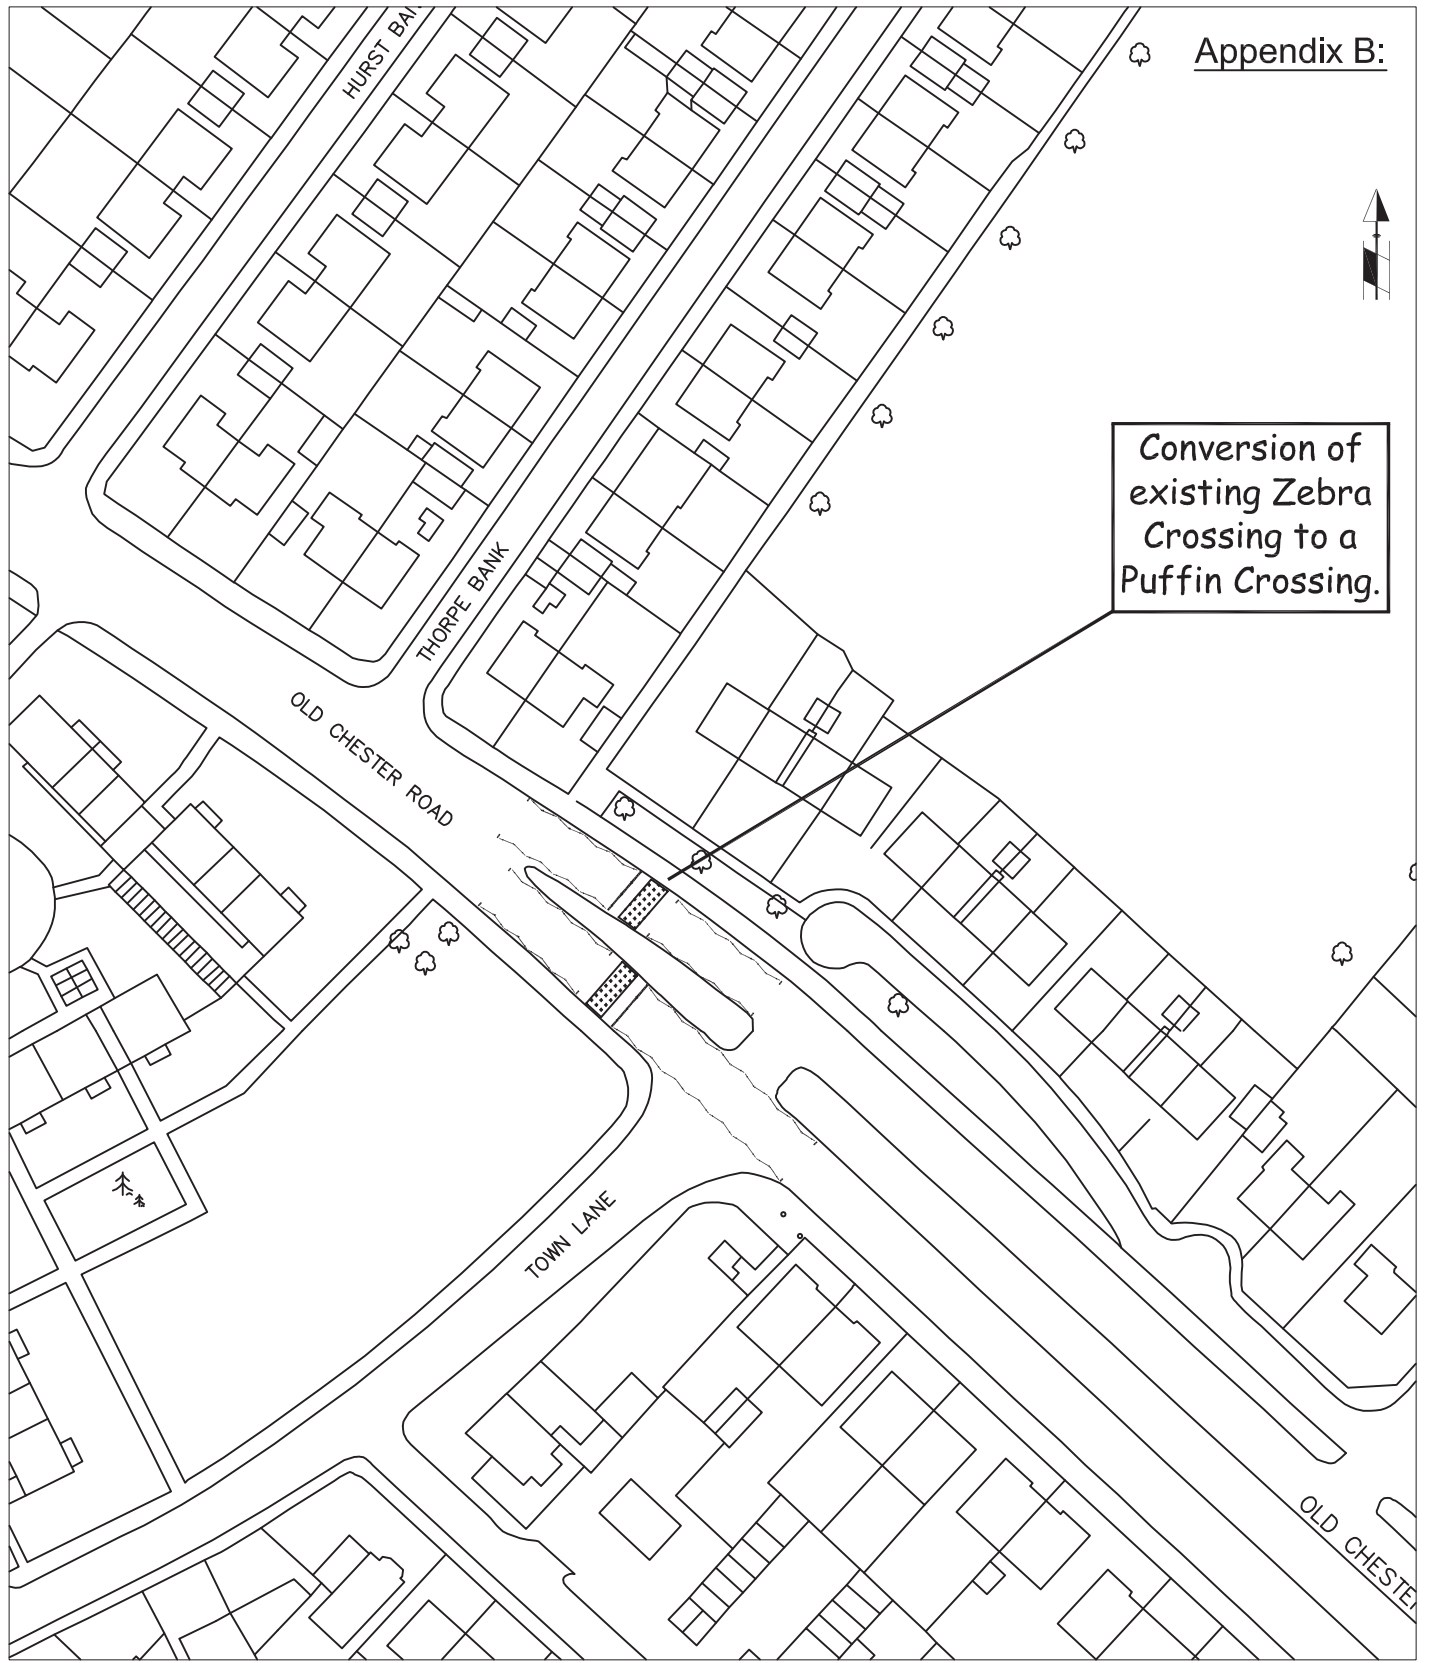 HURST BAN
Appendix B:
Conversion of
existing Zebra
Crossing to a
Puffin Crossing.
THORPE BANK
OLD CHESTER ROAD
TOWN LANE
OLD CHESTE